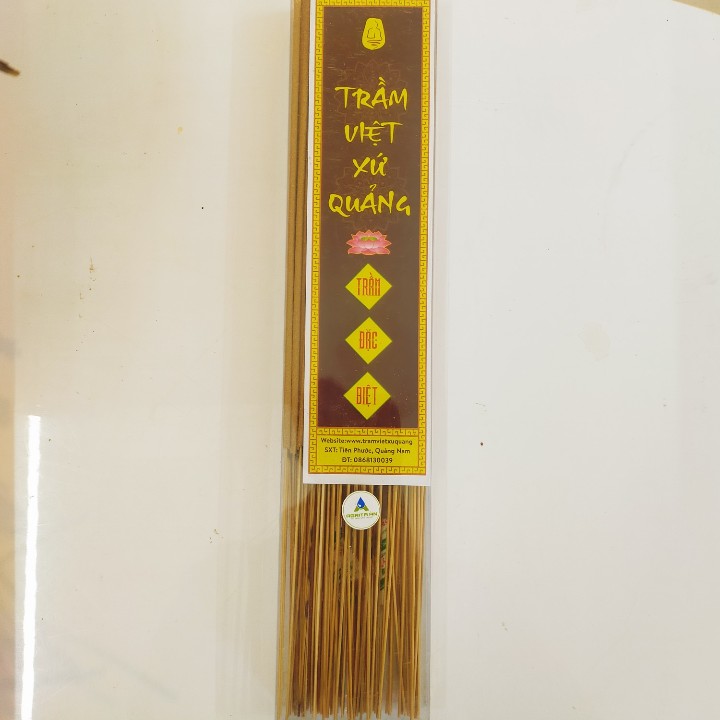 TRẦM
VIỆT
XỨ
QUẢNG
TRẦM
ĐẶC
BIỆT
Website:www.tramvietxuquang
SXT: Tiên Phước, Quảng Nam
ĐT: 0868130039